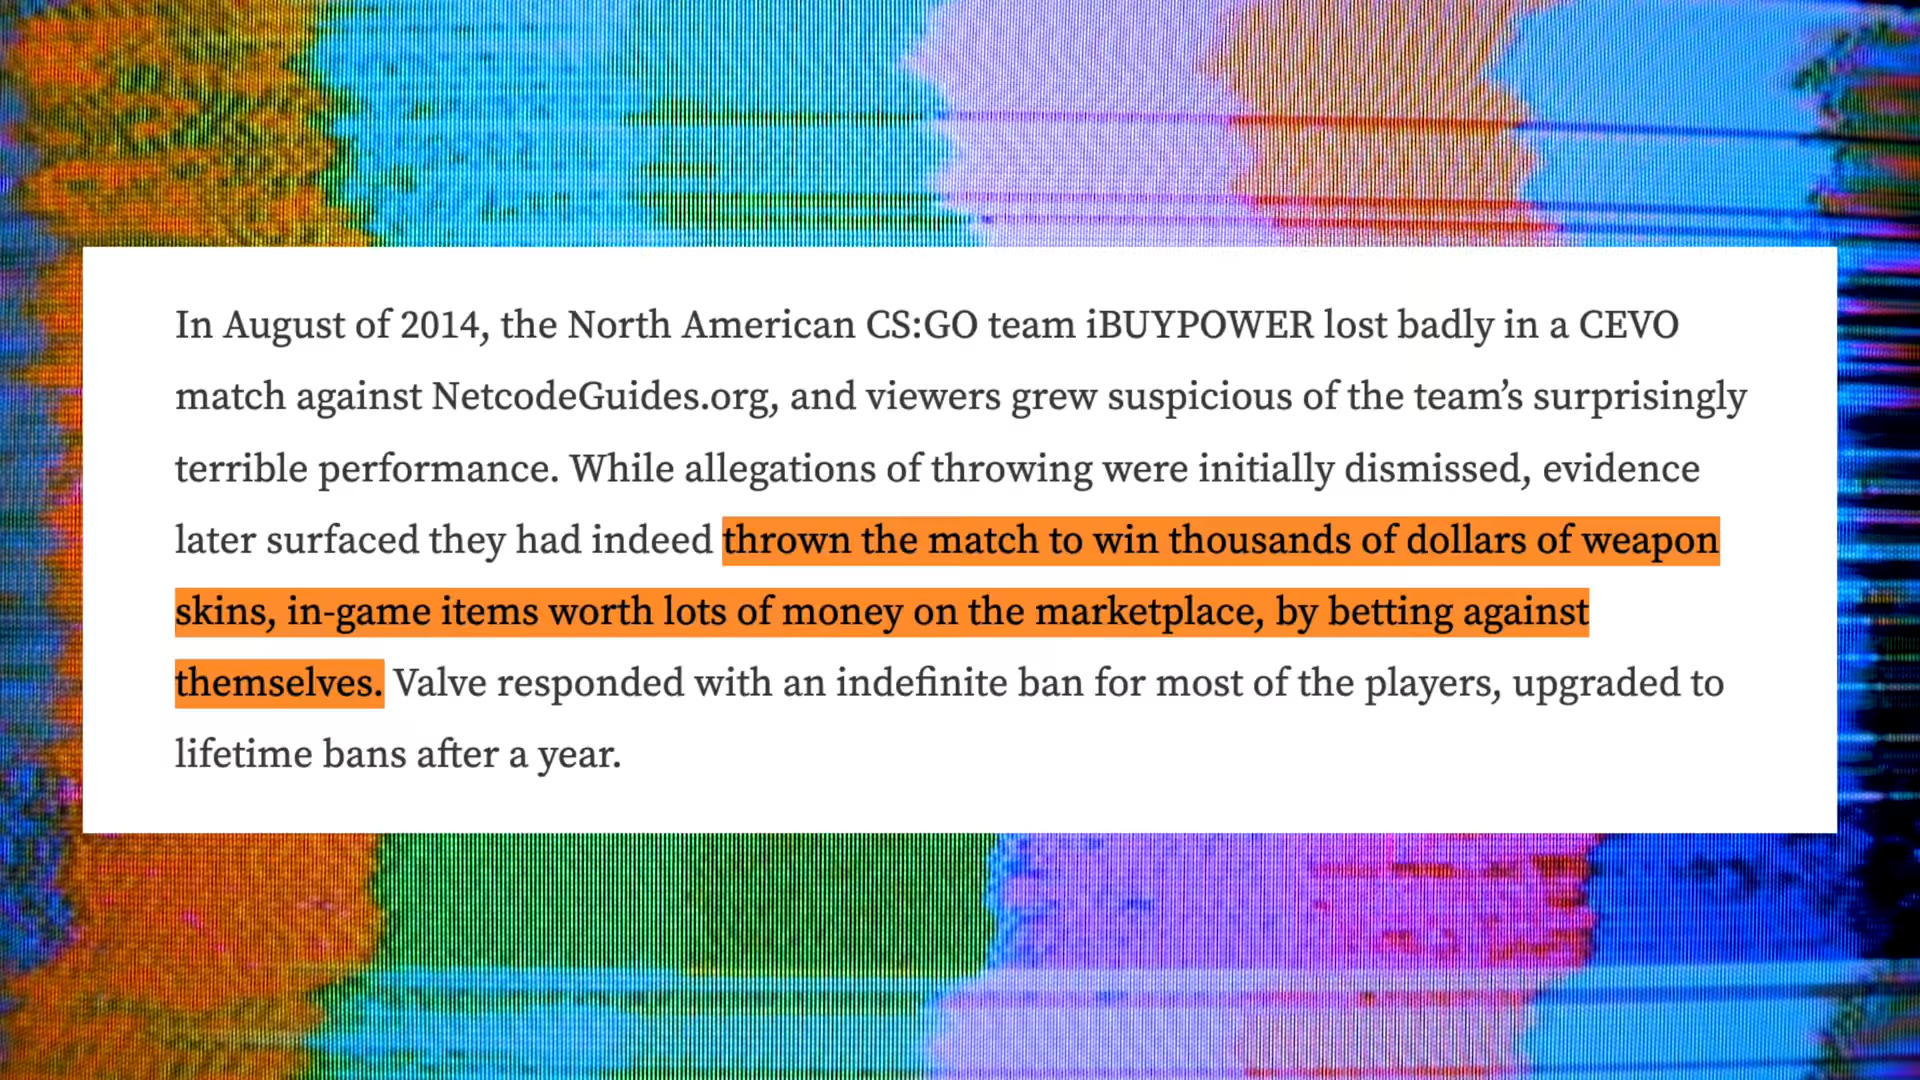 In August of 2014, the North American CS:GO team iBUYPOWER lost badly in a CEVO
match against NetcodeGuides.org, and viewers grew suspicious of the team’s surprisingly
terrible performance. While allegations of throwing were initially dismissed, evidence
later surfaced they had indeed thrown the match to win thousands of dollars of weapon
skins, in-game items worth lots of money on the marketplace, by betting against
themselves. Valve responded with an indefinite ban for most of the players, upgraded to
lifetime bans after a year.